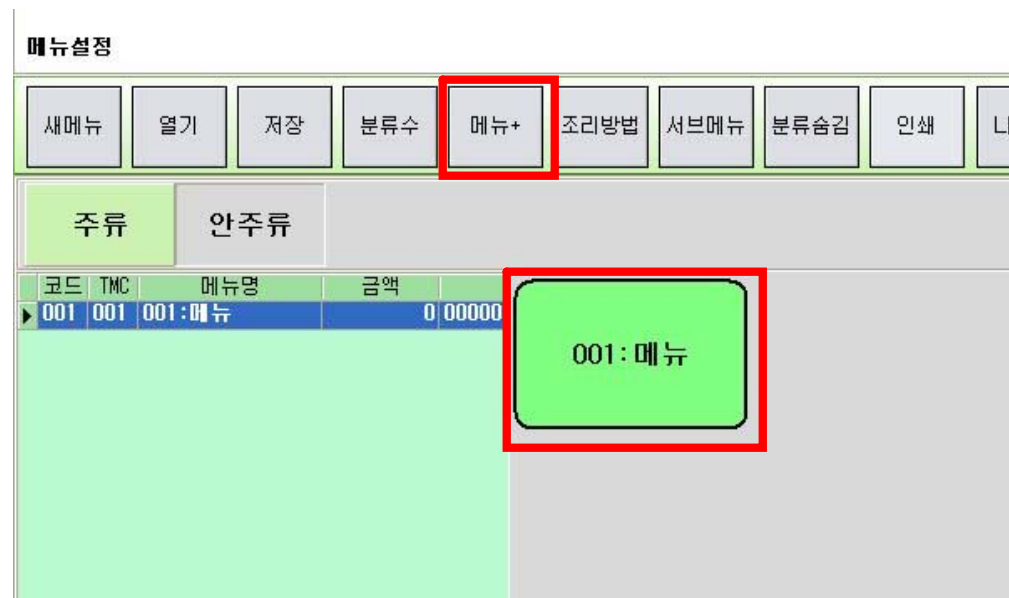 메뉴설정
새메뉴 열기 저장 분류수 메뉴+ 조리방법 서브메뉴 분류숨김 인쇄
주류 안주류
코드 TMC 메뉴명 금액
001 001 001:메뉴 0 00000
001:메뉴